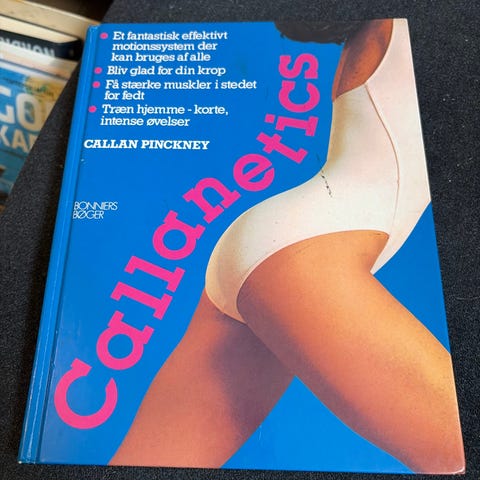 Et fantastisk effektivt
motionssystem der
kan bruges af alle
Bliv glad for din krop
Få stærke muskler i stedet
for fedt
Træn hjemme - korte,
intense øvelser
CALLAN PINCKNEY
BONNIERS
BØGER
Callanetics